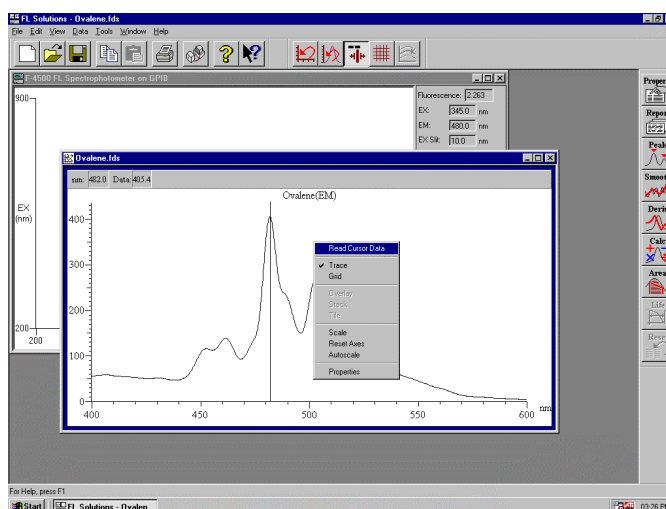 FL Solutions - Ovalene.fds
File Edit View Data Tools Window Help
F-4500 FL Spectrophotometer on GPIB
900
EX
(nm)
200
200
Fluorescence: 2.263
EX: 345.0 nm
EM: 480.0 nm
EX Slit: 10.0 nm
Ovalene.fds
nm: 482.0 Data: 405.4
Ovalene(EM)
400
300
200
100
0
400 450 500 550 600 nm
Read Cursor Data
Trace
Grid
Overlay
Stack
Tile
Scale
Reset Axes
Autoscale
Properties
Proper
Repor
Peak
Smoot
Deriv
Calc
Area
Life
Rese
For Help, press F1
Start FL Solutions - Ovalen...
03:26 P